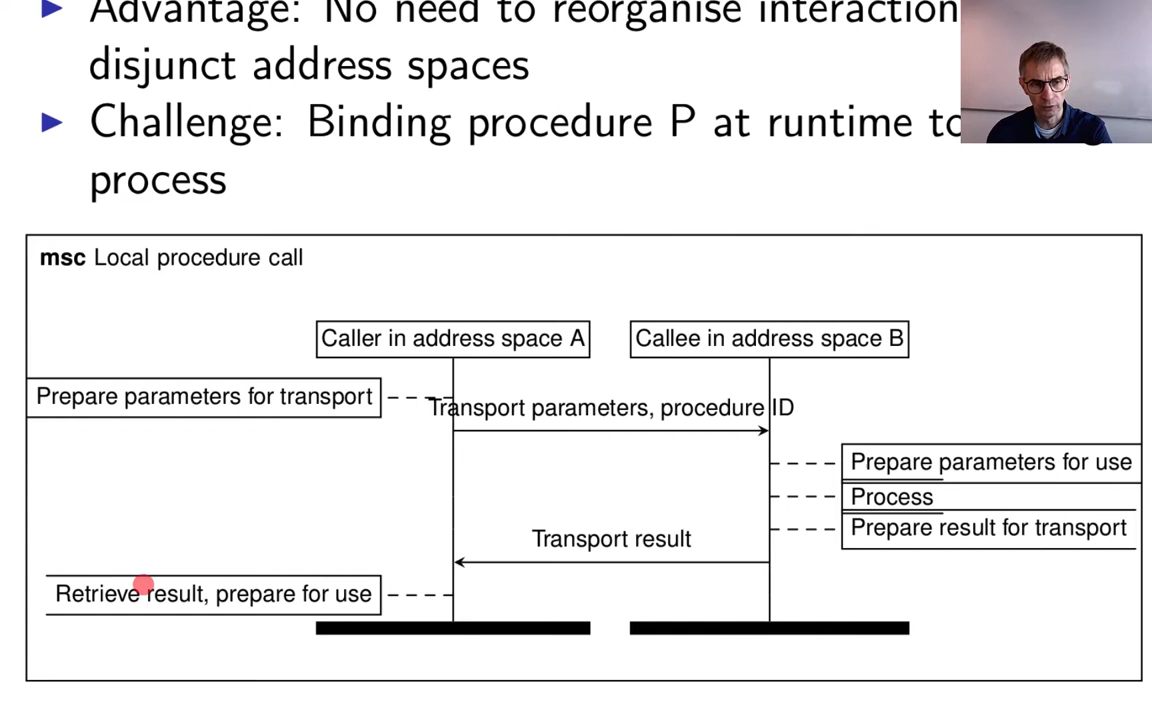 Advantage: No need to reorganise interaction
disjunct address spaces
Challenge: Binding procedure P at runtime to
process
msc Local procedure call
Caller in address space A
Callee in address space B
Prepare parameters for transport
Transport parameters, procedure ID
Prepare parameters for use
Process
Prepare result for transport
Transport result
Retrieve result, prepare for use